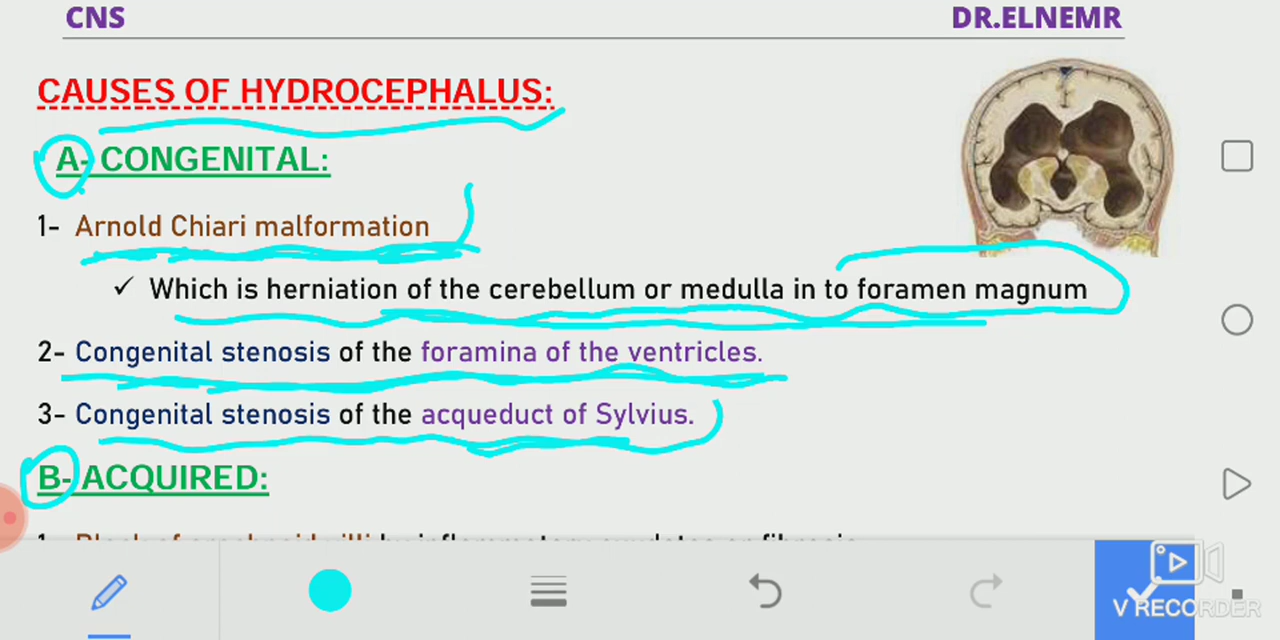 CNS DR.ELNEMR
CAUSES OF HYDROCEPHALUS:
A- CONGENITAL:
1- Arnold Chiari malformation
✓ Which is herniation of the cerebellum or medulla in to foramen magnum
2- Congenital stenosis of the foramina of the ventricles.
3- Congenital stenosis of the acqueduct of Sylvius.
B- ACQUIRED:
V RECORDER